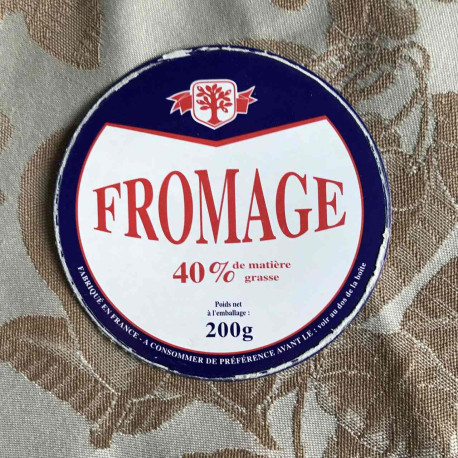 FROMAGE
40% de matière
grasse
Poids net
à l'emballage :
200g
FABRIQUÉ EN FRANCE - A CONSOMMER DE PRÉFÉRENCE AVANT LE : voir au dos de la boîte